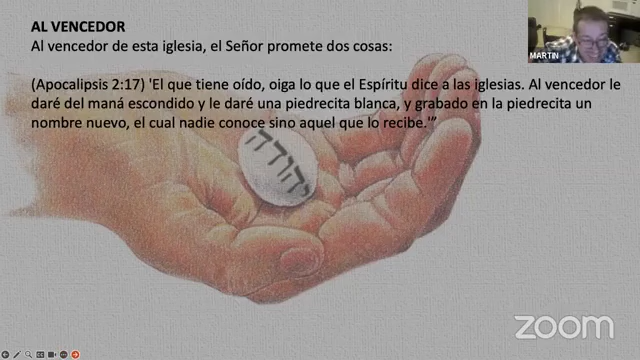 AL VENCEDOR
Al vencedor de esta iglesia, el Señor promete dos cosas:
(Apocalipsis 2:17) 'El que tiene oído, oiga lo que el Espíritu dice a las iglesias. Al vencedor le
daré del maná escondido y le daré una piedrecita blanca, y grabado en la piedrecita un
nombre nuevo, el cual nadie conoce sino aquel que lo recibe.'”
יהודה
MARTIN
zoom